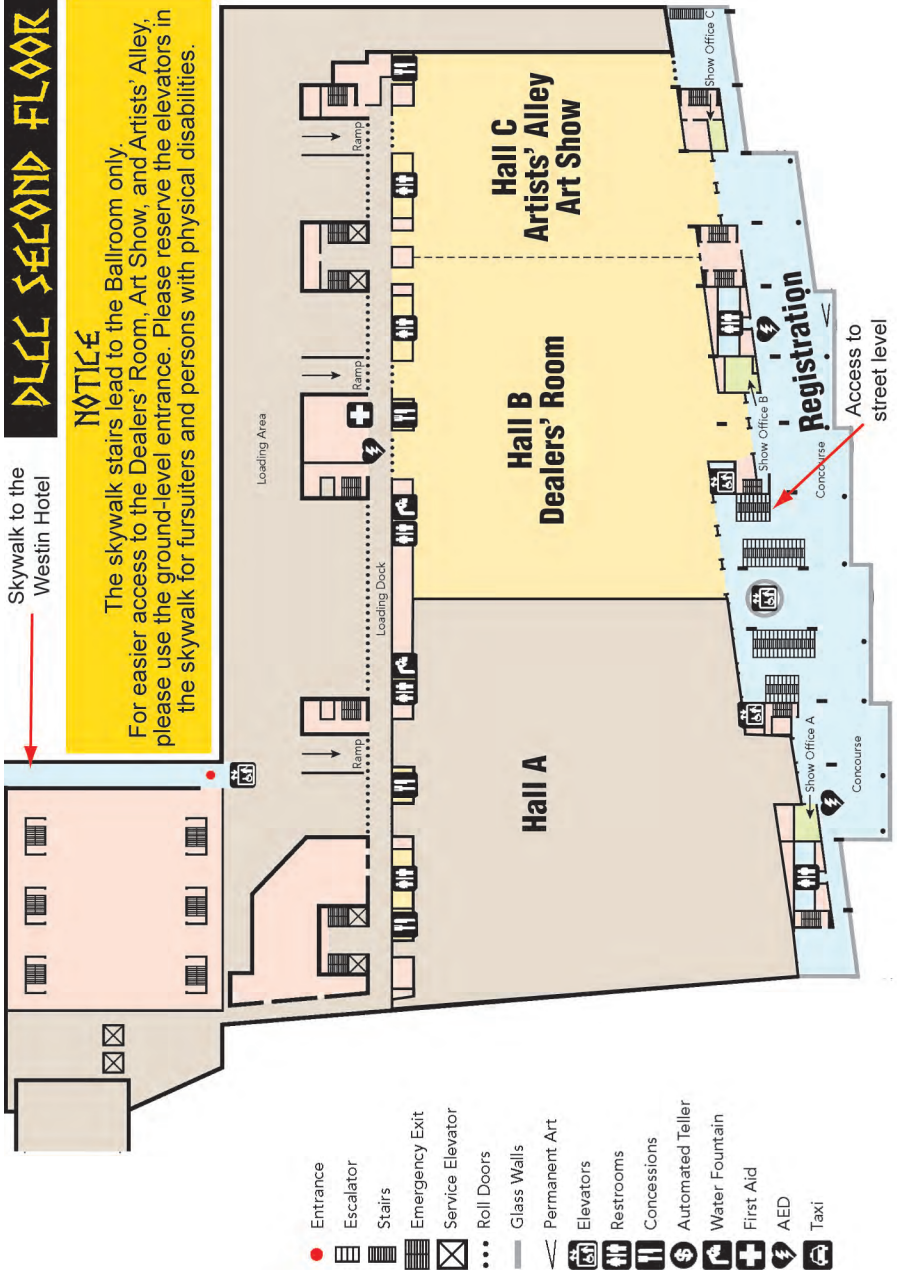 DLCC SECOND FLOOR
NOTICE
The skywalk stairs lead to the Ballroom only.
For easier access to the Dealers' Room, Art Show, and Artists' Alley,
please use the ground-level entrance. Please reserve the elevators in
the skywalk for fursuiters and persons with physical disabilities.
Skywalk to the
Westin Hotel
Loading Area
Ramp
Ramp
Ramp
Loading Dock
Hall A
Hall B
Dealers' Room
Hall C
Artists' Alley
Art Show
Show Office A
Show Office B
Show Office C
Concourse
Concourse
Registration
Access to
street level
Entrance
Escalator
Stairs
Emergency Exit
Service Elevator
Roll Doors
Glass Walls
Permanent Art
Elevators
Restrooms
Concessions
$ Automated Teller
Water Fountain
First Aid
AED
Taxi